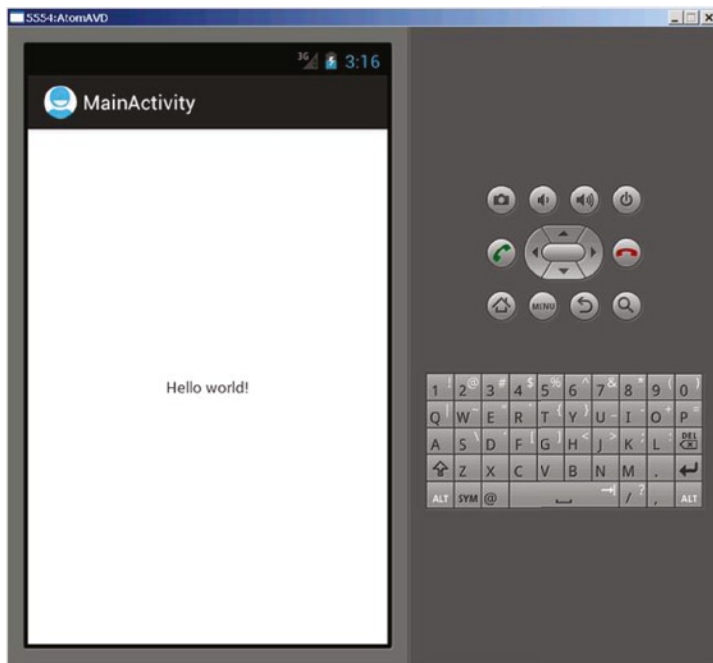 5554:AtomAVD
3G 3:16
MainActivity
Hello world!
MENU
1 ! 2 @ 3 # 4 $ 5 % 6 ^ 7 & 8 * 9 ( 0 )
Q | W ~ E " R ` T { Y } U _ I - O + P =
A S \ D ' F [ G ] H < J > K ; L : DEL
Z X C V B N M .
ALT SYM @ / ? , ALT